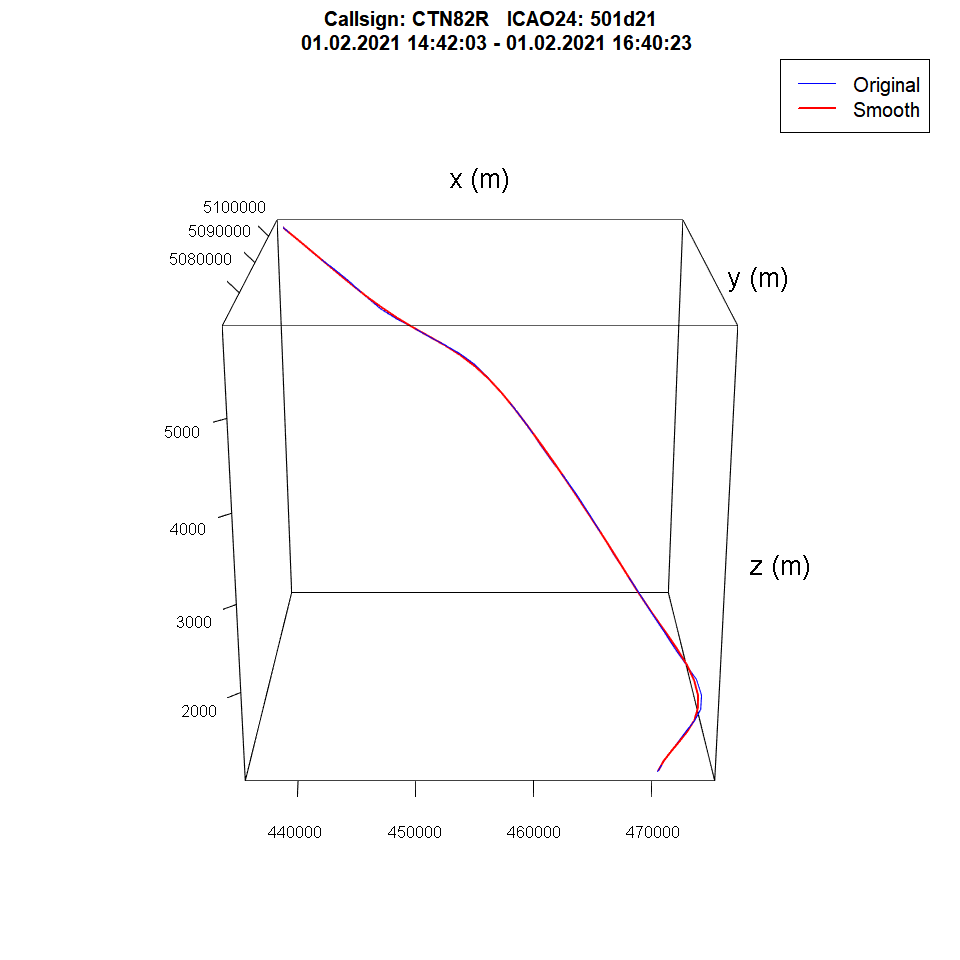 Callsign: CTN82R   ICAO24: 501d21
01.02.2021 14:42:03 - 01.02.2021 16:40:23
Original
Smooth
x (m)
5100000
5090000
5080000
y (m)
5000
4000
z (m)
3000
2000
440000 450000 460000 470000